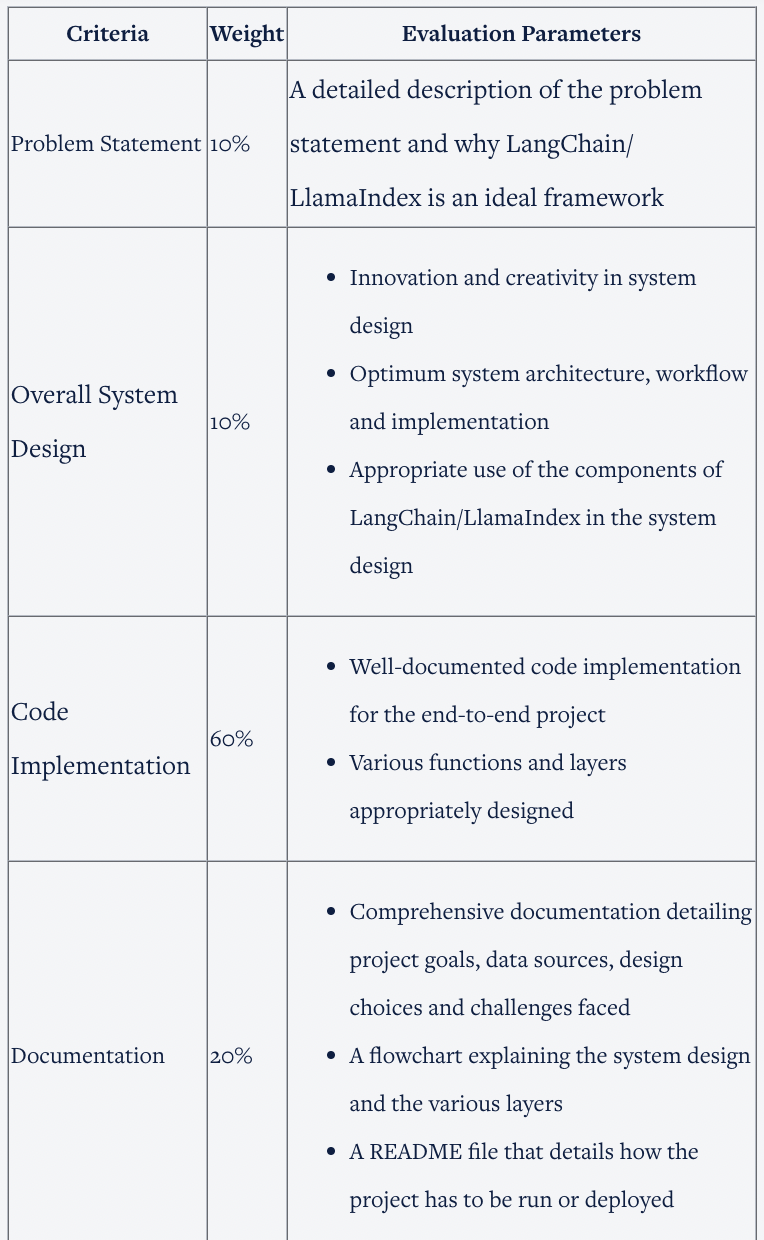 Criteria Weight Evaluation Parameters
Problem Statement 10% A detailed description of the problem
statement and why LangChain/
LlamaIndex is an ideal framework
Overall System
Design
10%
• Innovation and creativity in system
design
• Optimum system architecture, workflow
and implementation
• Appropriate use of the components of
LangChain/LlamaIndex in the system
design
Code
Implementation
60%
• Well-documented code implementation
for the end-to-end project
• Various functions and layers
appropriately designed
Documentation
20%
• Comprehensive documentation detailing
project goals, data sources, design
choices and challenges faced
• A flowchart explaining the system design
and the various layers
• A README file that details how the
project has to be run or deployed